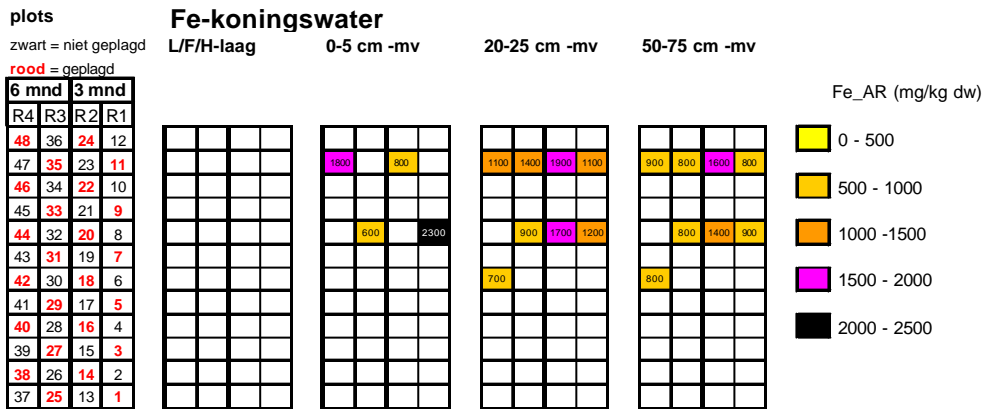 plots
Fe-koningswater
zwart = niet geplagd
L/F/H-laag
0-5 cm -mv
20-25 cm -mv
50-75 cm -mv
rood = geplagd
6 mnd 3 mnd
Fe_AR (mg/kg dw)
R4 R3 R2 R1
48 36 24 12
0 - 500
47 35 23 11
1800 800
1100 1400 1900 1100
900 800 1600 800
46 34 22 10
500 - 1000
45 33 21 9
44 32 20 8
600 2300
900 1700 1200
800 1400 900
1000 -1500
43 31 19 7
42 30 18 6
700
800
1500 - 2000
41 29 17 5
40 28 16 4
2000 - 2500
39 27 15 3
38 26 14 2
37 25 13 1